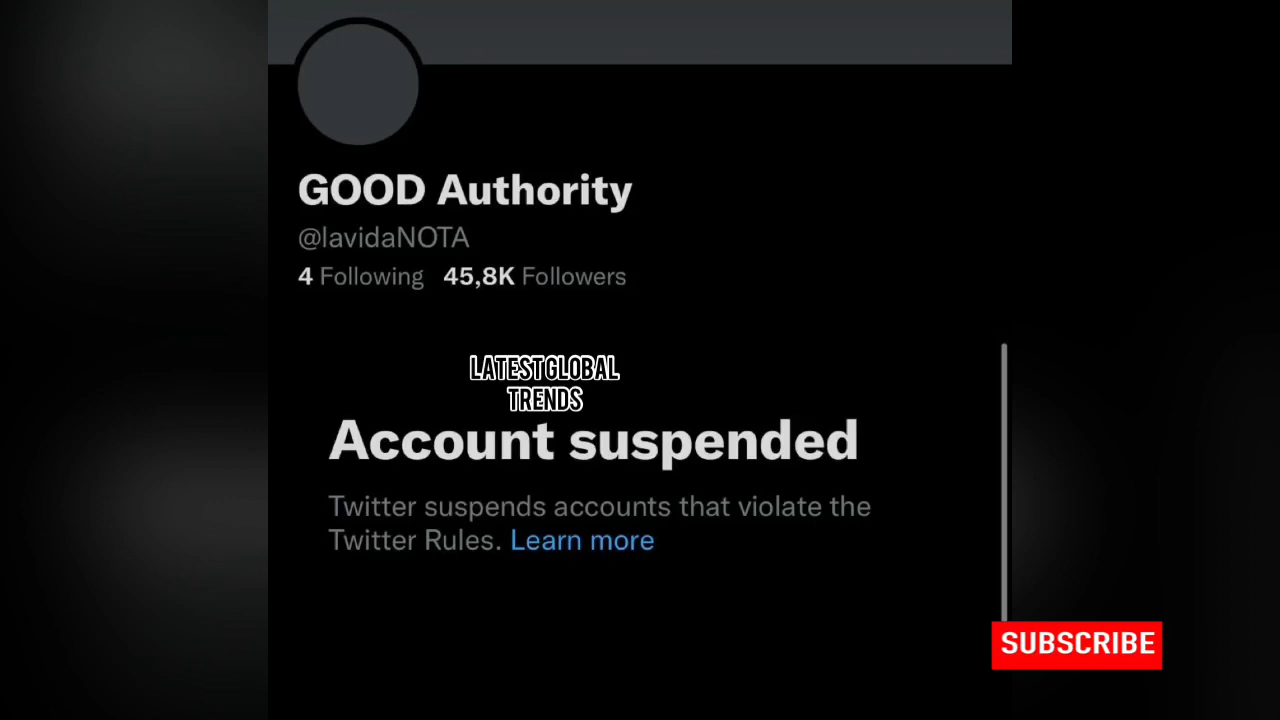 GOOD Authority
@lavidaNOTA
4 Following 45,8K Followers
LATEST GLOBAL
TRENDS
Account suspended
Twitter suspends accounts that violate the
Twitter Rules. Learn more
SUBSCRIBE